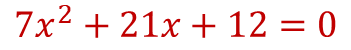 7x² + 21x + 12 = 0